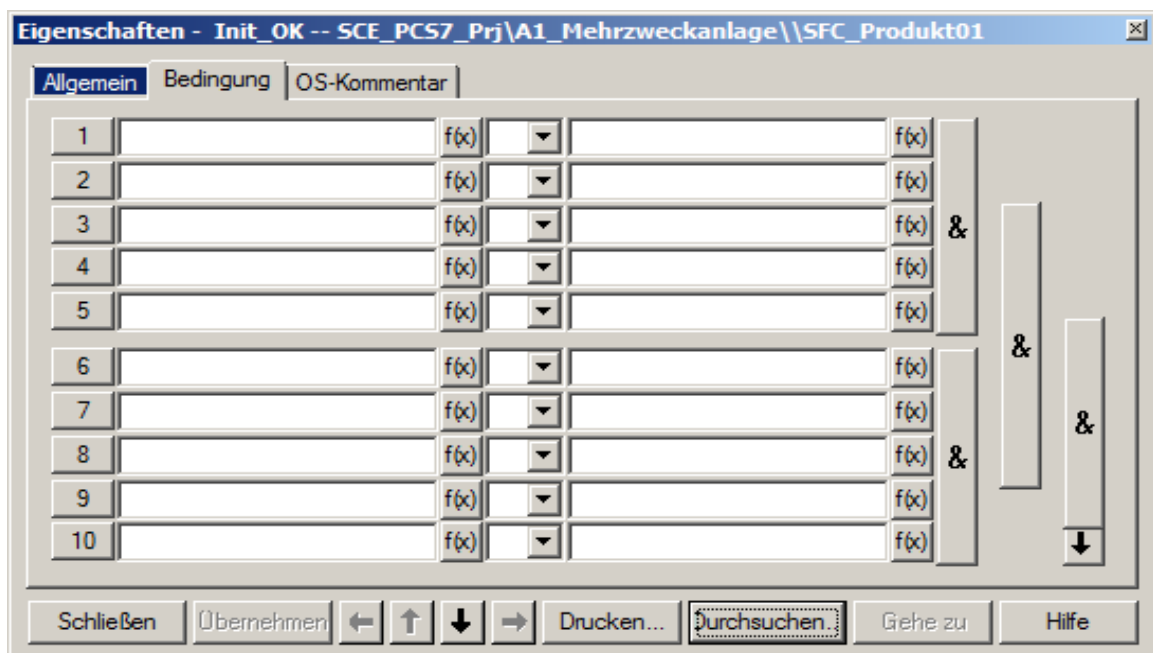 Eigenschaften - Init_OK -- SCE_PCS7_Prj\A1_Mehrzweckanlage\\SFC_Produkt01
Allgemein Bedingung OS-Kommentar
1 f(x) f(x)
2 f(x) f(x)
3 f(x) f(x) &
4 f(x) f(x)
5 f(x) f(x)
&
6 f(x) f(x)
7 f(x) f(x) &
8 f(x) f(x) &
9 f(x) f(x)
10 f(x) f(x)
Schließen Übernehmen Drucken... Durchsuchen.. Gehe zu Hilfe